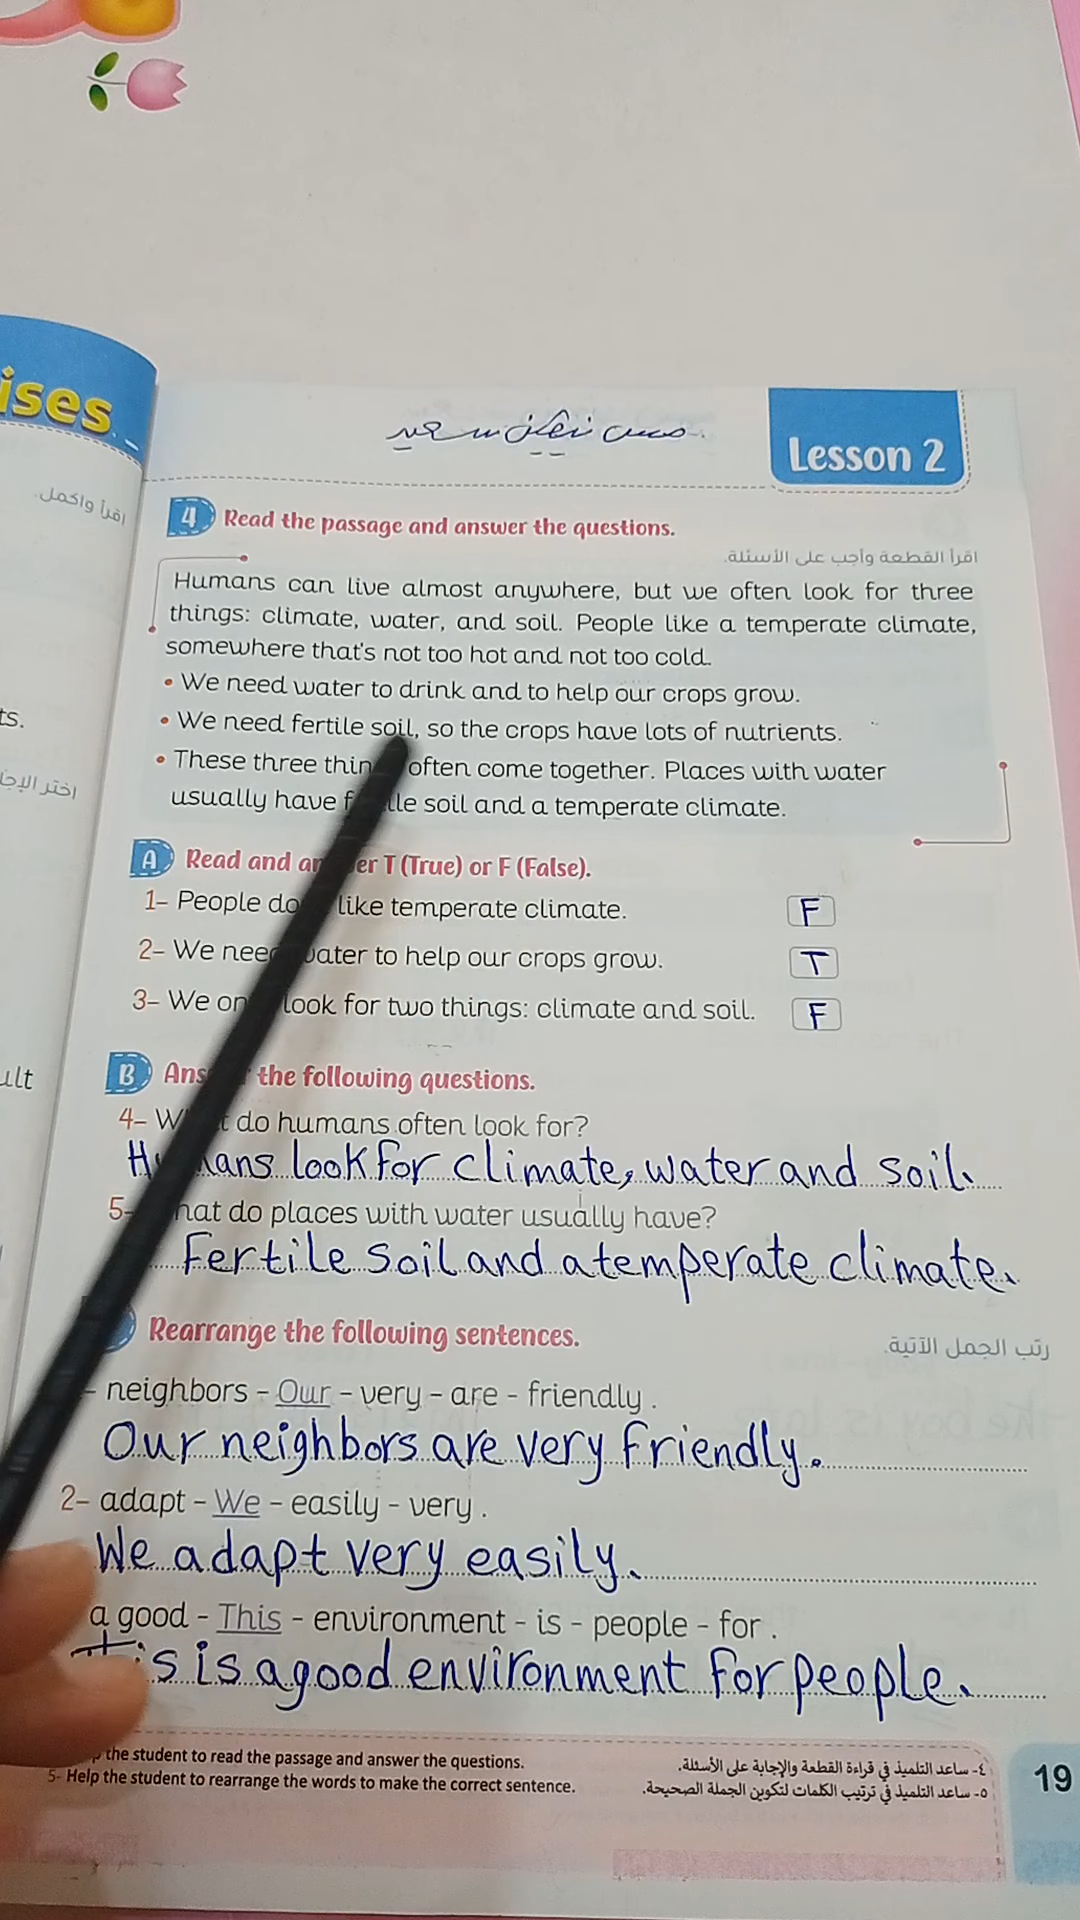 ises
Lesson 2
اقرأ واكمل.
4 Read the passage and answer the questions.
اقرأ القطعة وأجب على الأسئلة.
Humans can live almost anywhere, but we often look for three
things: climate, water, and soil. People like a temperate climate,
somewhere that's not too hot and not too cold.
• We need water to drink and to help our crops grow.
ts.
• We need fertile soil, so the crops have lots of nutrients.
• These three thin often come together. Places with water
usually have f le soil and a temperate climate.
A Read and an er T (True) or F (False).
1- People do like temperate climate. F
2- We need water to help our crops grow. T
3- We on look for two things: climate and soil. F
ult
B Ans the following questions.
4- W t do humans often look for?
H mans look for climate, water and soil.
5- hat do places with water usually have?
Fertile soil and a temperate climate.
Rearrange the following sentences.
رتب الجمل الآتية.
- neighbors - Our - very - are - friendly .
Our neighbors are very friendly.
2- adapt - We - easily - very .
We adapt very easily.
a good - This - environment - is - people - for .
This is a good environment for people.
p the student to read the passage and answer the questions.
٤- ساعد التلميذ في قراءة القطعة والإجابة على الأسئلة.
5- Help the student to rearrange the words to make the correct sentence.
٥- ساعد التلميذ في ترتيب الكلمات لتكوين الجملة الصحيحة.
19